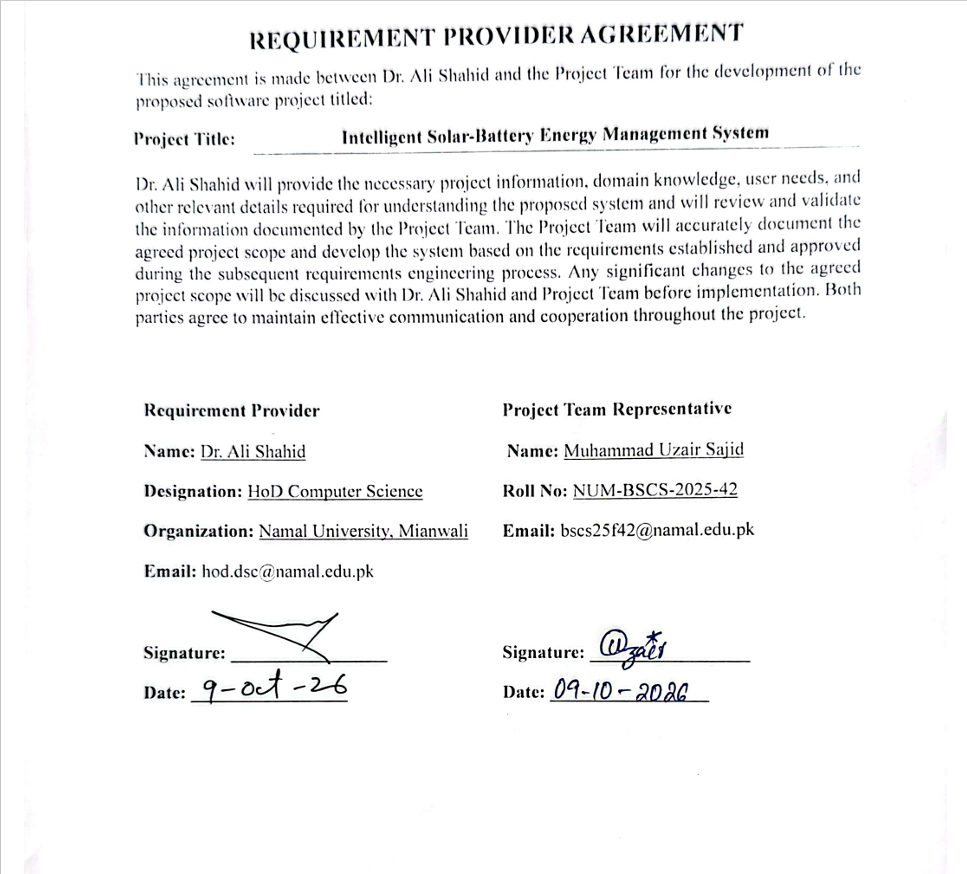 REQUIREMENT PROVIDER AGREEMENT
This agreement is made between Dr. Ali Shahid and the Project Team for the development of the
proposed software project titled:
Project Title: Intelligent Solar-Battery Energy Management System
Dr. Ali Shahid will provide the necessary project information, domain knowledge, user needs, and
other relevant details required for understanding the proposed system and will review and validate
the information documented by the Project Team. The Project Team will accurately document the
agreed project scope and develop the system based on the requirements established and approved
during the subsequent requirements engineering process. Any significant changes to the agreed
project scope will be discussed with Dr. Ali Shahid and Project Team before implementation. Both
parties agree to maintain effective communication and cooperation throughout the project.
Requirement Provider
Name: Dr. Ali Shahid
Designation: HoD Computer Science
Organization: Namal University, Mianwali
Email: hod.dsc@namal.edu.pk
Signature:
Date: 9-Oct-26
Project Team Representative
Name: Muhammad Uzair Sajid
Roll No: NUM-BSCS-2025-42
Email: bscs25f42@namal.edu.pk
Signature: Uzair
Date: 09-10-2026